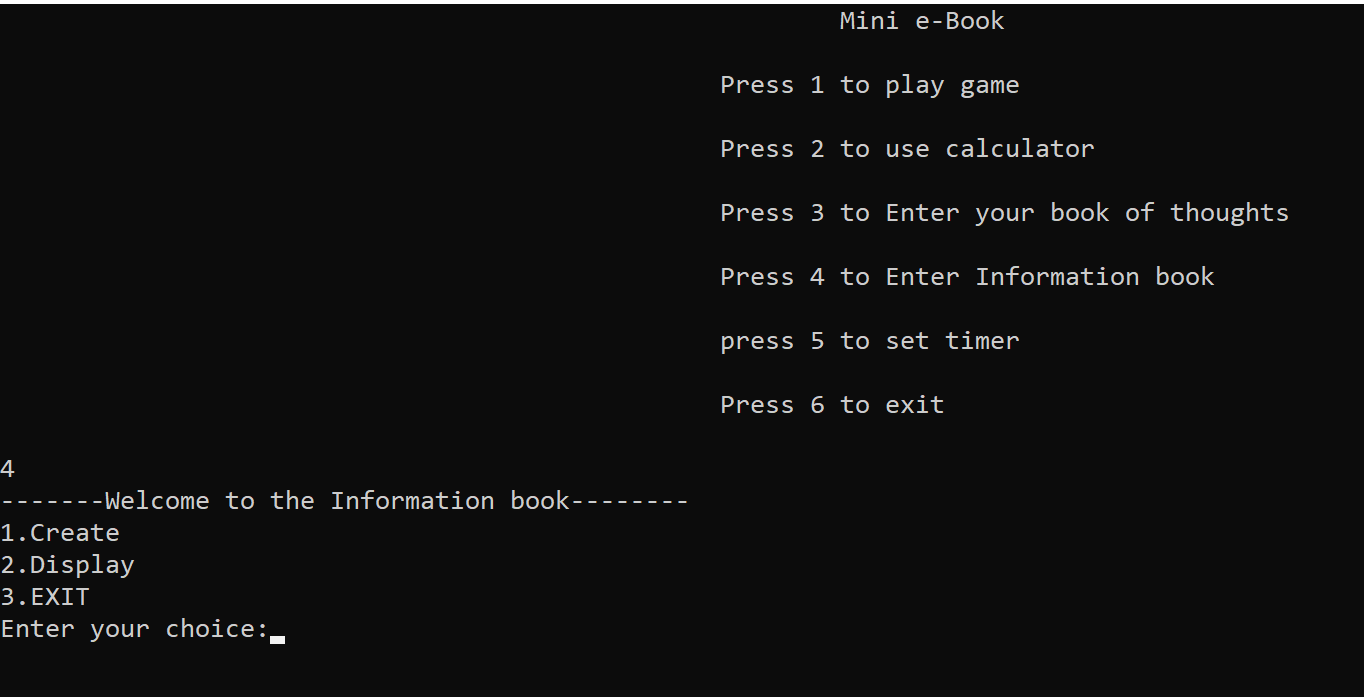 Mini e-Book
Press 1 to play game
Press 2 to use calculator
Press 3 to Enter your book of thoughts
Press 4 to Enter Information book
press 5 to set timer
Press 6 to exit
4
-------Welcome to the Information book--------
1.Create
2.Display
3.EXIT
Enter your choice: